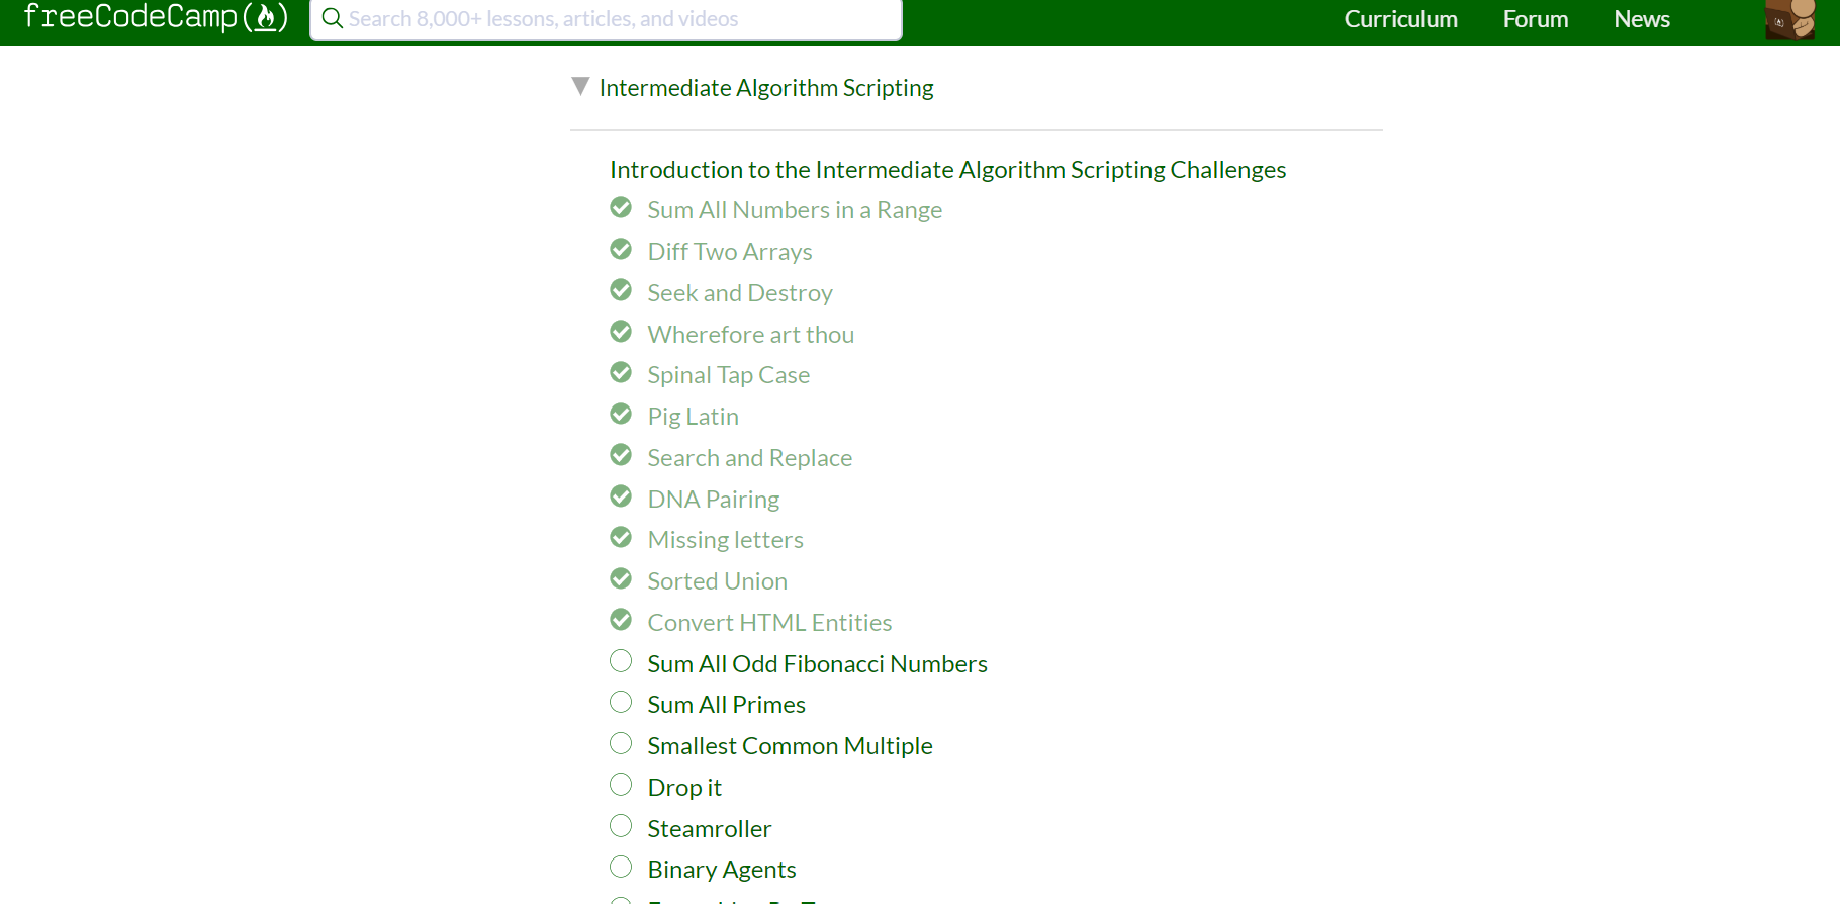 freeCodeCamp(🔥)
Search 8,000+ lessons, articles, and videos
Curriculum
Forum
News
Intermediate Algorithm Scripting
Introduction to the Intermediate Algorithm Scripting Challenges
Sum All Numbers in a Range
Diff Two Arrays
Seek and Destroy
Wherefore art thou
Spinal Tap Case
Pig Latin
Search and Replace
DNA Pairing
Missing letters
Sorted Union
Convert HTML Entities
Sum All Odd Fibonacci Numbers
Sum All Primes
Smallest Common Multiple
Drop it
Steamroller
Binary Agents